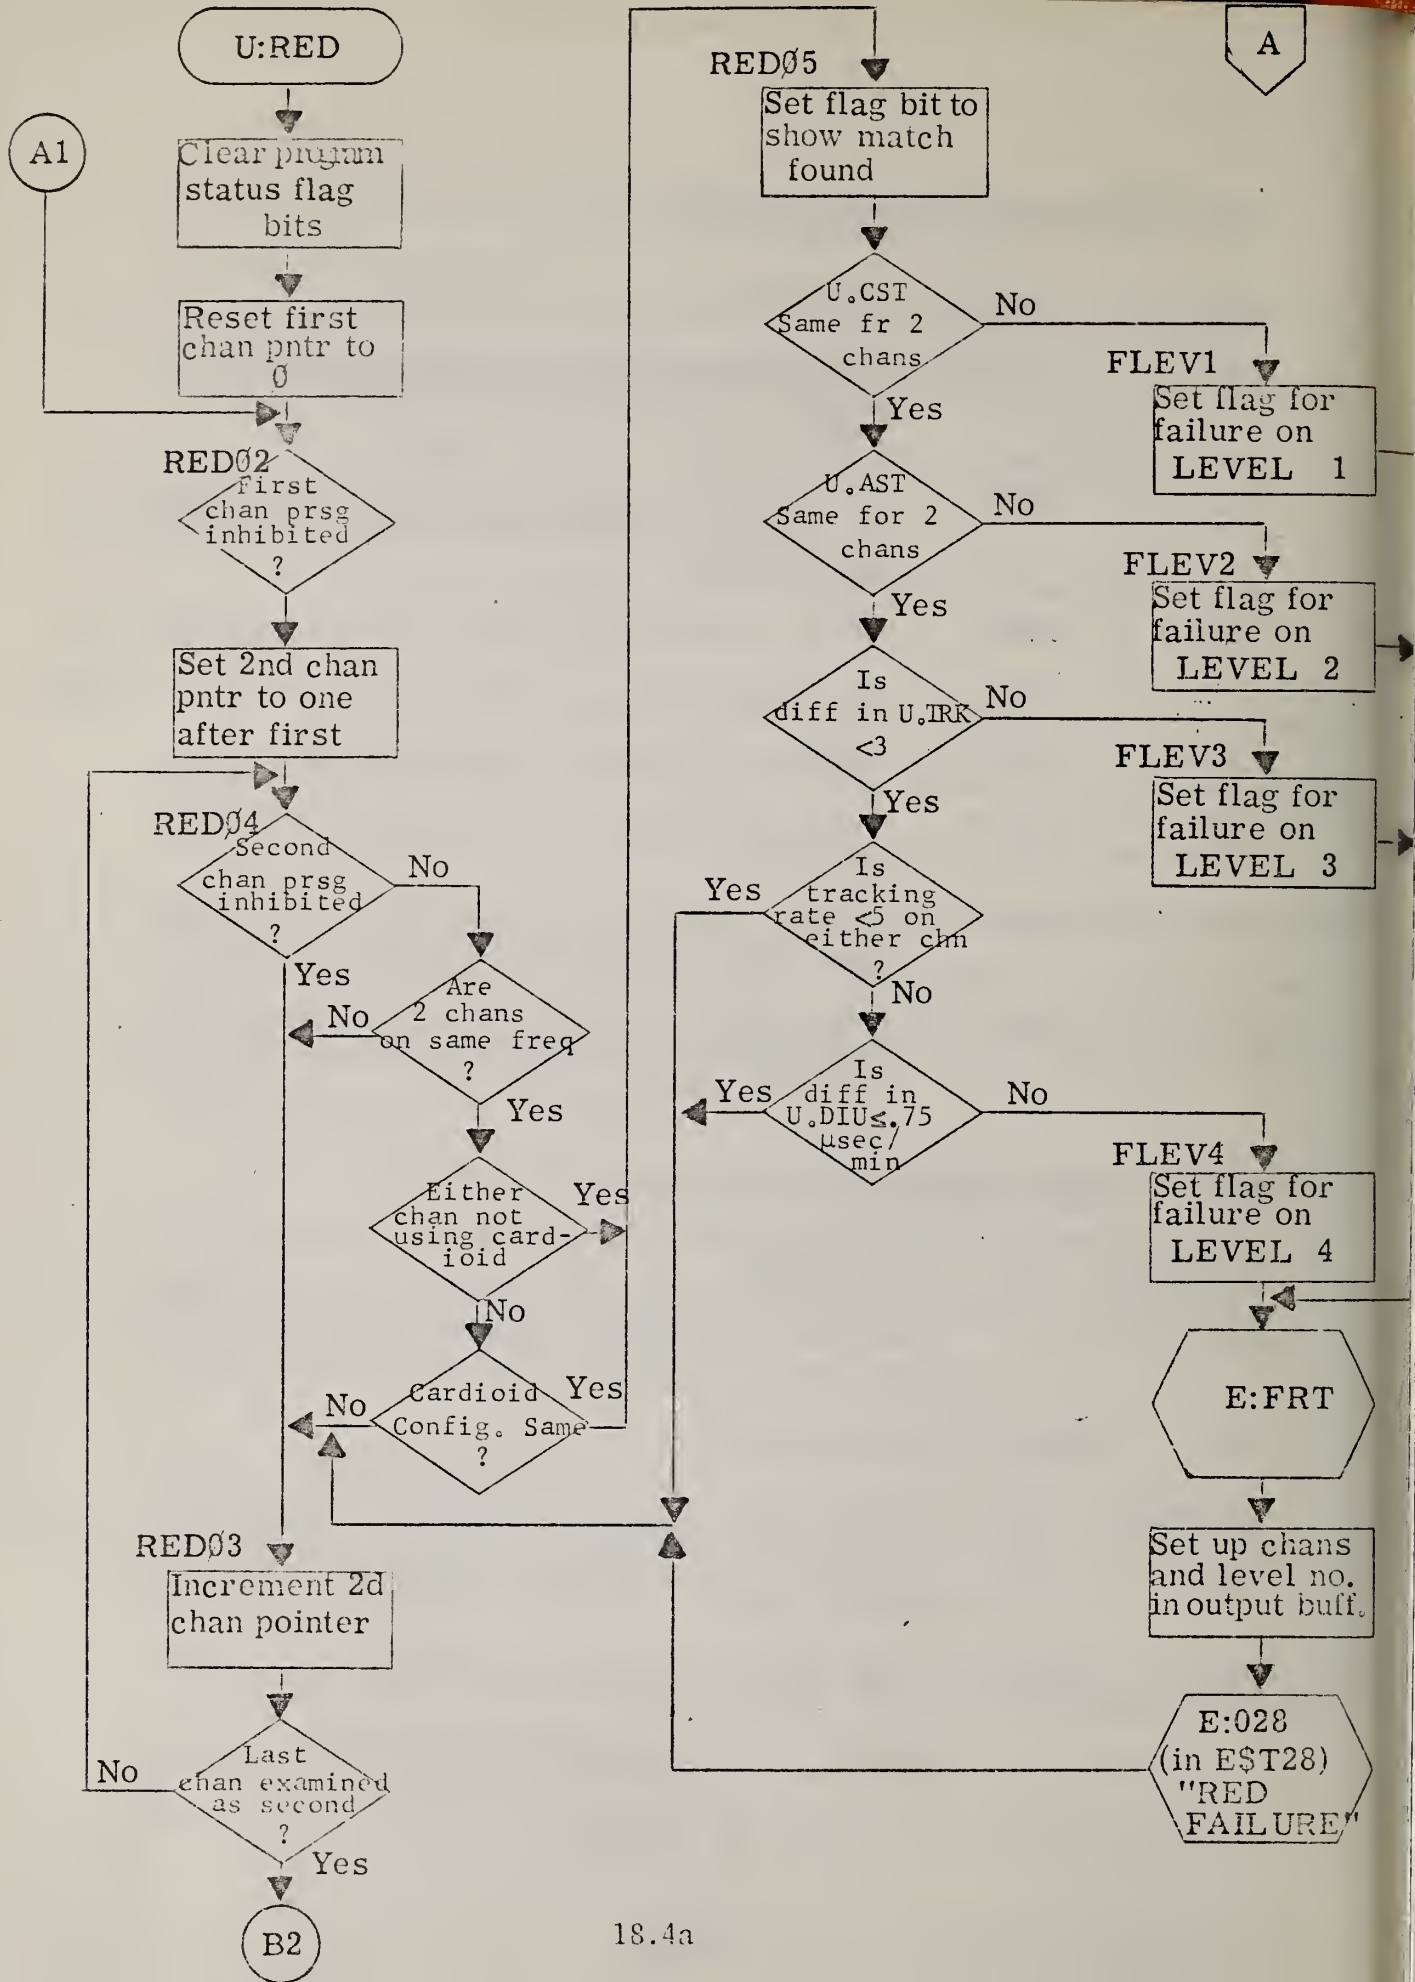 U:RED
A1
Clear program
status flag
bits
Reset first
chan pntr to
Ø
REDØ2
First
chan prsg
inhibited
?
Set 2nd chan
pntr to one
after first
REDØ4
Second
chan prsg
inhibited
?
No
Yes
Are
2 chans
on same freq
?
No
Yes
Either
chan not
using card-
ioid
Yes
No
Cardioid
Config. Same
?
No
Yes
REDØ3
Increment 2d
chan pointer
Last
chan examined
as second
?
No
Yes
B2
REDØ5
Set flag bit to
show match
found
U.CST
Same fr 2
chans
No
Yes
U.AST
Same for 2
chans
No
Yes
Is
diff in U.TRK
<3
No
Yes
Is
tracking
rate <5 on
either chn
?
Yes
No
Is
diff in
U.DIU≤.75
μsec/
min
Yes
No
A
FLEV1
Set flag for
failure on
LEVEL 1
FLEV2
Set flag for
failure on
LEVEL 2
FLEV3
Set flag for
failure on
LEVEL 3
FLEV4
Set flag for
failure on
LEVEL 4
E:FRT
Set up chans
and level no.
in output buff.
E:028
(in E$T28)
"RED
FAILURE"
18.4a